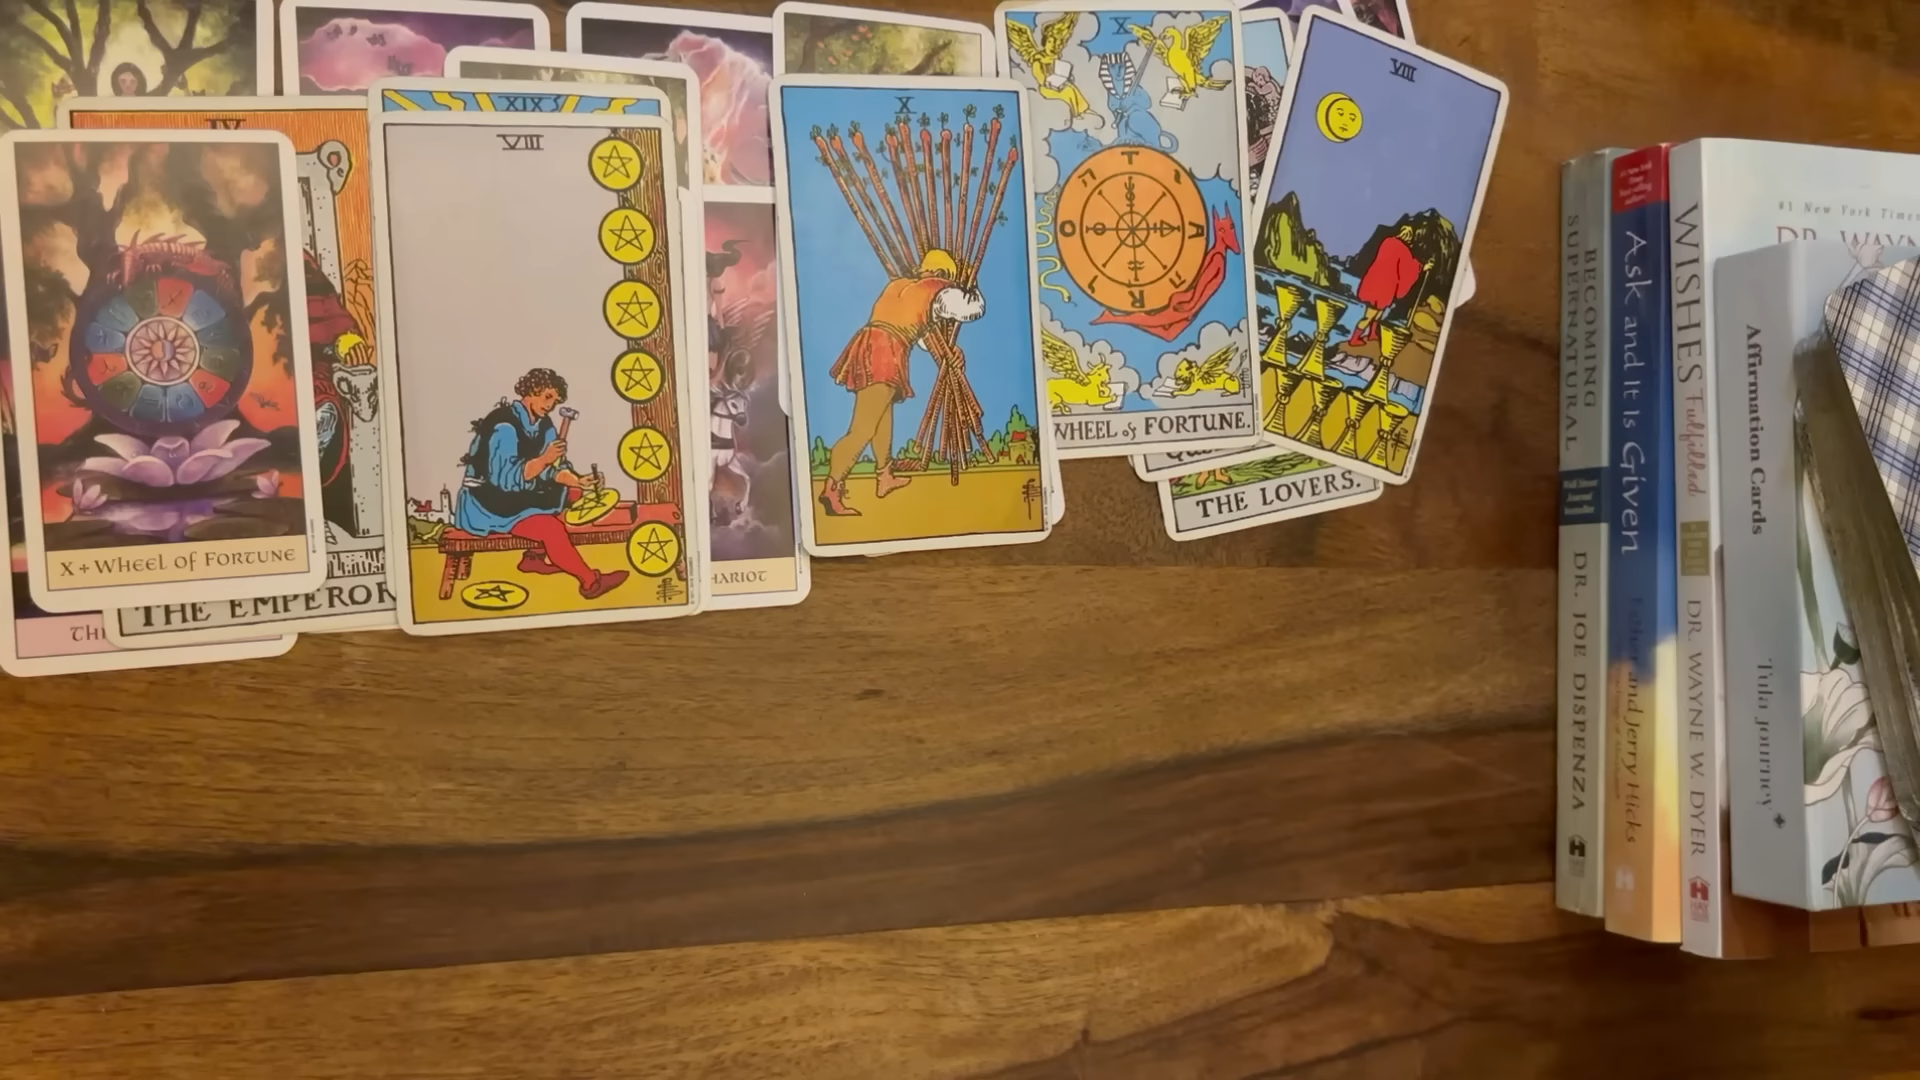 X
VIII
XIX
VIII
X
IV
T A R O
WHEEL of FORTUNE.
X + WHEEL OF FORTUNE
THE EMPEROR
HARIOT
THE LOVERS.
BECOMING
SUPERNATURAL
DR. JOE DISPENZA
Ask and It Is Given
and Jerry Hicks
WISHES Fulfilled
DR. WAYNE W. DYER
#1 New York Times
DR. WAYN
Affirmation Cards
Tula Journey
HAY